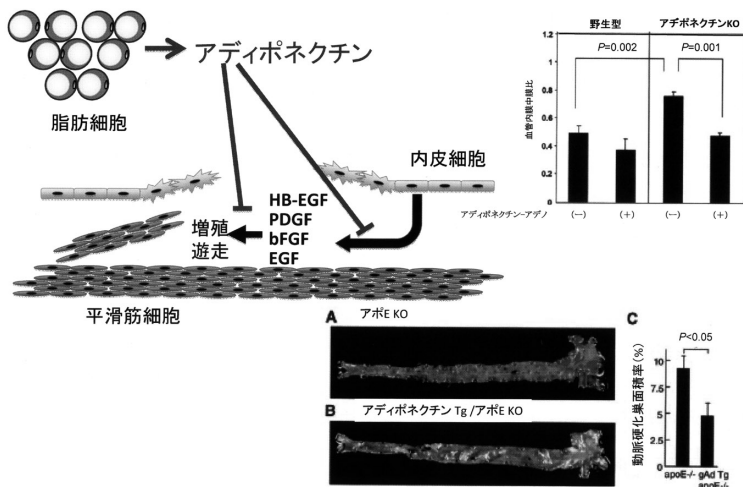 アディポネクチン
脂肪細胞
内皮細胞
HB-EGF
PDGF
bFGF
EGF
増殖
遊走
平滑筋細胞
野生型
アデポネクチンKO
P=0.002
P=0.001
血管内膜中膜比
1.2
1.0
0.8
0.6
0.4
0.2
0
アディポネクチン-アデノ
(−)
(+)
(−)
(+)
A
アポE KO
B
アディポネクチン Tg /アポE KO
C
P<0.05
動脈硬化巣面積率(%)
10
7.5
5
2.5
0
apoE-/-
gAd Tg
apoE-/-